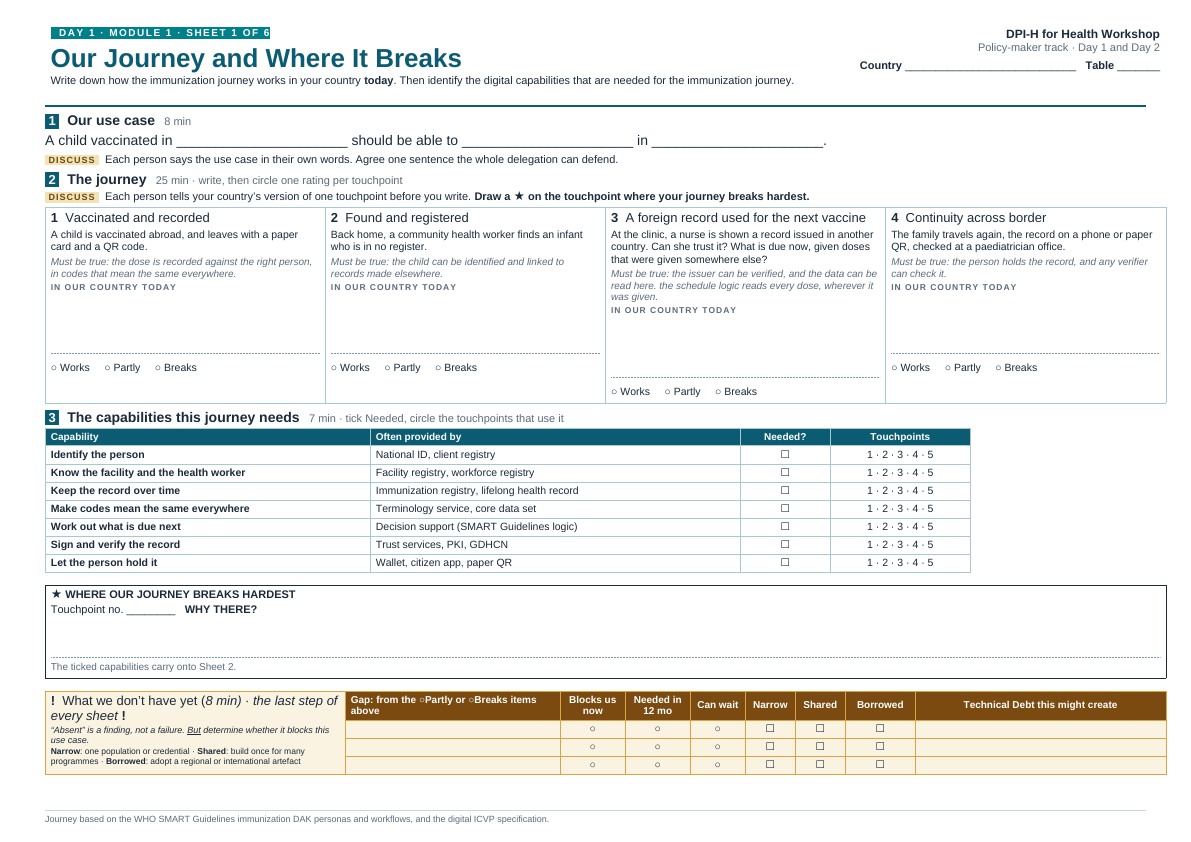 DAY 1 · MODULE 1 · SHEET 1 OF 6
Our Journey and Where It Breaks
Write down how the immunization journey works in your country today. Then identify the digital capabilities that are needed for the immunization journey.
DPI-H for Health Workshop
Policy-maker track · Day 1 and Day 2
Country ____________________________ Table _______
1 Our use case 8 min
A child vaccinated in ______________________ should be able to ______________________ in ______________________.
DISCUSS Each person says the use case in their own words. Agree one sentence the whole delegation can defend.
2 The journey 25 min · write, then circle one rating per touchpoint
DISCUSS Each person tells your country's version of one touchpoint before you write. Draw a ★ on the touchpoint where your journey breaks hardest.
1 Vaccinated and recorded
A child is vaccinated abroad, and leaves with a paper
card and a QR code.
Must be true: the dose is recorded against the right person,
in codes that mean the same everywhere.
IN OUR COUNTRY TODAY
○ Works ○ Partly ○ Breaks
2 Found and registered
Back home, a community health worker finds an infant
who is in no register.
Must be true: the child can be identified and linked to
records made elsewhere.
IN OUR COUNTRY TODAY
○ Works ○ Partly ○ Breaks
3 A foreign record used for the next vaccine
At the clinic, a nurse is shown a record issued in another
country. Can she trust it? What is due now, given doses
that were given somewhere else?
Must be true: the issuer can be verified, and the data can be
read here. the schedule logic reads every dose, wherever it
was given.
IN OUR COUNTRY TODAY
○ Works ○ Partly ○ Breaks
4 Continuity across border
The family travels again, the record on a phone or paper
QR, checked at a paediatrician office.
Must be true: the person holds the record, and any verifier
can check it.
IN OUR COUNTRY TODAY
○ Works ○ Partly ○ Breaks
3 The capabilities this journey needs 7 min · tick Needed, circle the touchpoints that use it
Capability Often provided by Needed? Touchpoints
Identify the person National ID, client registry ☐ 1 · 2 · 3 · 4 · 5
Know the facility and the health worker Facility registry, workforce registry ☐ 1 · 2 · 3 · 4 · 5
Keep the record over time Immunization registry, lifelong health record ☐ 1 · 2 · 3 · 4 · 5
Make codes mean the same everywhere Terminology service, core data set ☐ 1 · 2 · 3 · 4 · 5
Work out what is due next Decision support (SMART Guidelines logic) ☐ 1 · 2 · 3 · 4 · 5
Sign and verify the record Trust services, PKI, GDHCN ☐ 1 · 2 · 3 · 4 · 5
Let the person hold it Wallet, citizen app, paper QR ☐ 1 · 2 · 3 · 4 · 5
★ WHERE OUR JOURNEY BREAKS HARDEST
Touchpoint no. ________ WHY THERE?
The ticked capabilities carry onto Sheet 2.
! What we don't have yet (8 min) · the last step of
every sheet !
"Absent" is a finding, not a failure. But determine whether it blocks this
use case.
Narrow: one population or credential · Shared: build once for many
programmes · Borrowed: adopt a regional or international artefact
Gap: from the ○Partly or ○Breaks items
above
Blocks us
now
Needed in
12 mo
Can wait
Narrow
Shared
Borrowed
Technical Debt this might create
○ ○ ○ ☐ ☐ ☐
○ ○ ○ ☐ ☐ ☐
○ ○ ○ ☐ ☐ ☐
Journey based on the WHO SMART Guidelines immunization DAK personas and workflows, and the digital ICVP specification.